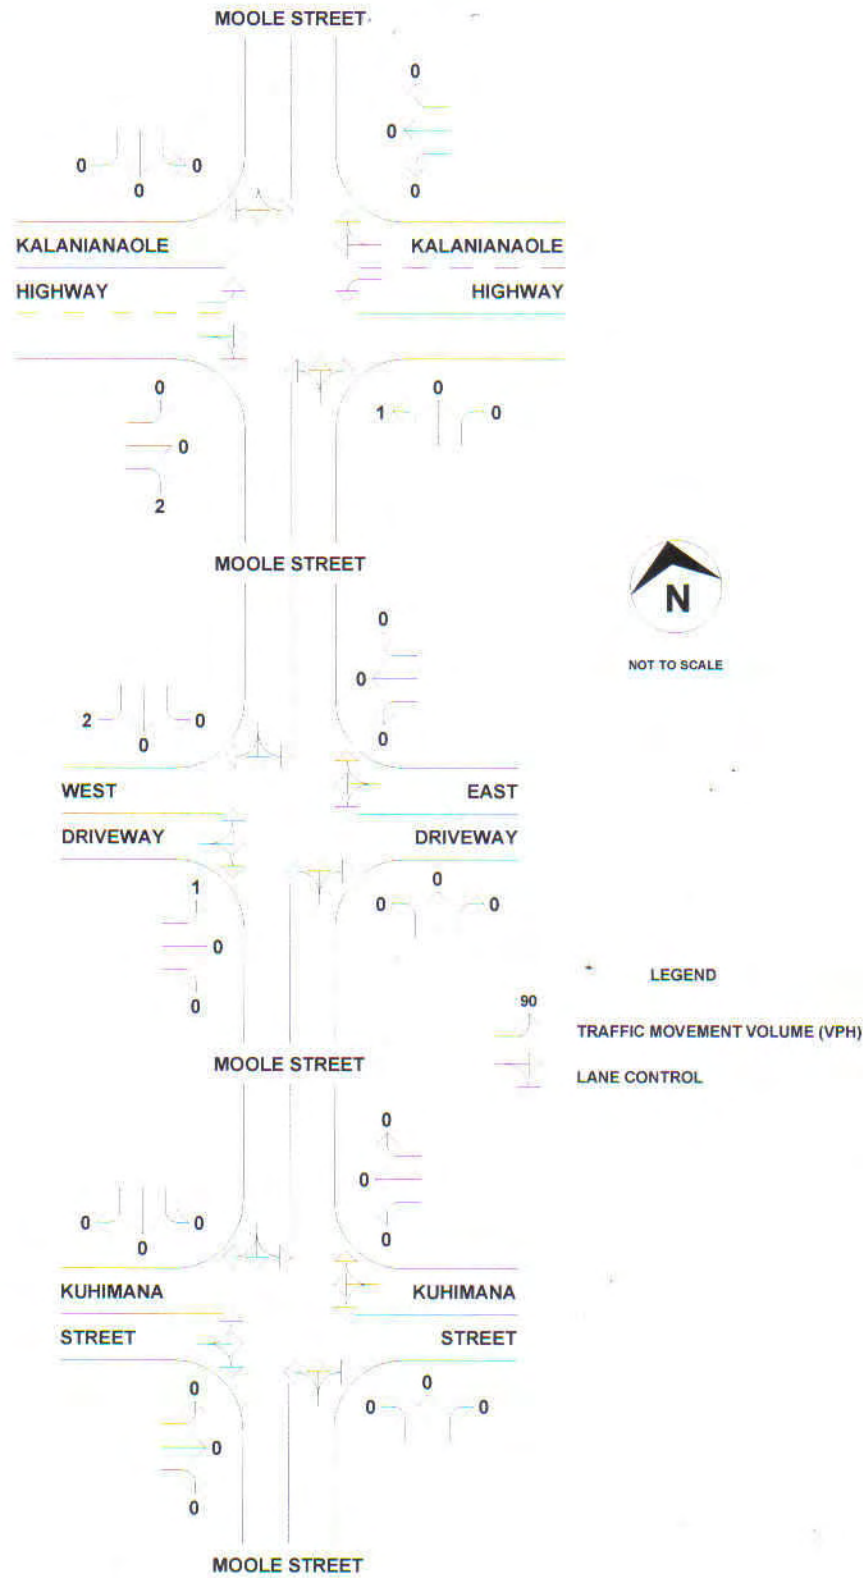 MOOLE STREET
0
0
0
0
0
0
KALANIANAOLE KALANIANAOLE
HIGHWAY HIGHWAY
0
0
2
0
1 0
MOOLE STREET
N
NOT TO SCALE
0
0
0
2 0
0
WEST EAST
DRIVEWAY DRIVEWAY
1
0
0
0
0 0
LEGEND
90
TRAFFIC MOVEMENT VOLUME (VPH)
LANE CONTROL
MOOLE STREET
0
0
0
0 0
0
KUHIMANA KUHIMANA
STREET STREET
0
0
0
0
0 0
MOOLE STREET